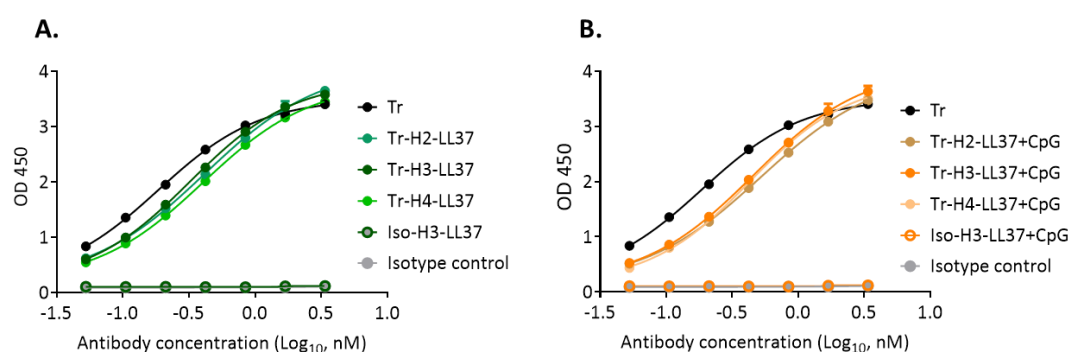 A.
4
3
2
1
0
OD 450
-1.5
-1.0
-0.5
0.0
0.5
1.0
Antibody concentration (Log10, nM)
Tr
Tr-H2-LL37
Tr-H3-LL37
Tr-H4-LL37
Iso-H3-LL37
Isotype control
B.
4
3
2
1
0
OD 450
-1.5
-1.0
-0.5
0.0
0.5
1.0
Antibody concentration (Log10, nM)
Tr
Tr-H2-LL37+CpG
Tr-H3-LL37+CpG
Tr-H4-LL37+CpG
Iso-H3-LL37+CpG
Isotype control